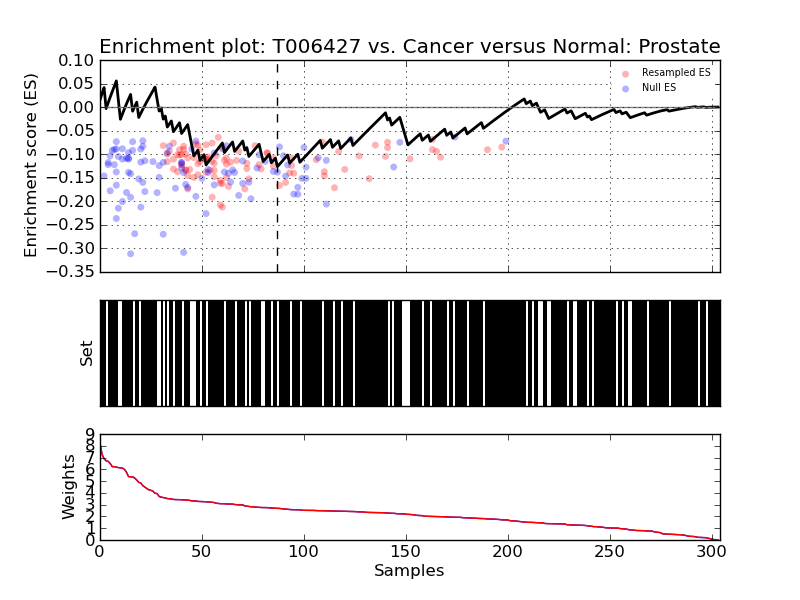 Enrichment plot: T006427 vs. Cancer versus Normal: Prostate
Enrichment score (ES)
0.10
0.05
0.00
−0.05
−0.10
−0.15
−0.20
−0.25
−0.30
−0.35
Resampled ES
Null ES
Set
Weights
9
8
7
6
5
4
3
2
1
0
0 50 100 150 200 250 300
Samples